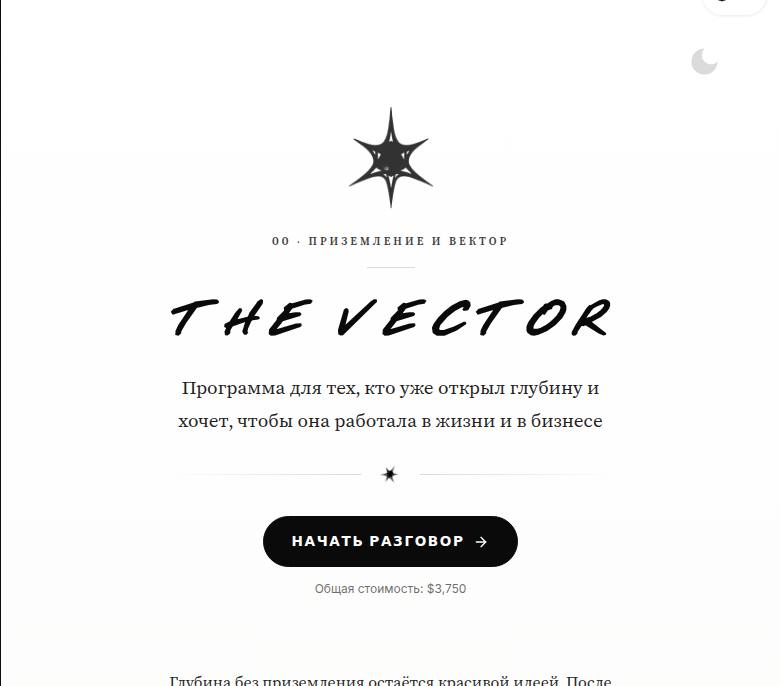 00 · ПРИЗЕМЛЕНИЕ И ВЕКТОР
THE VECTOR
Программа для тех, кто уже открыл глубину и
хочет, чтобы она работала в жизни и в бизнесе
НАЧАТЬ РАЗГОВОР →
Общая стоимость: $3,750
Глубина без приземления остаётся красивой идеей. После